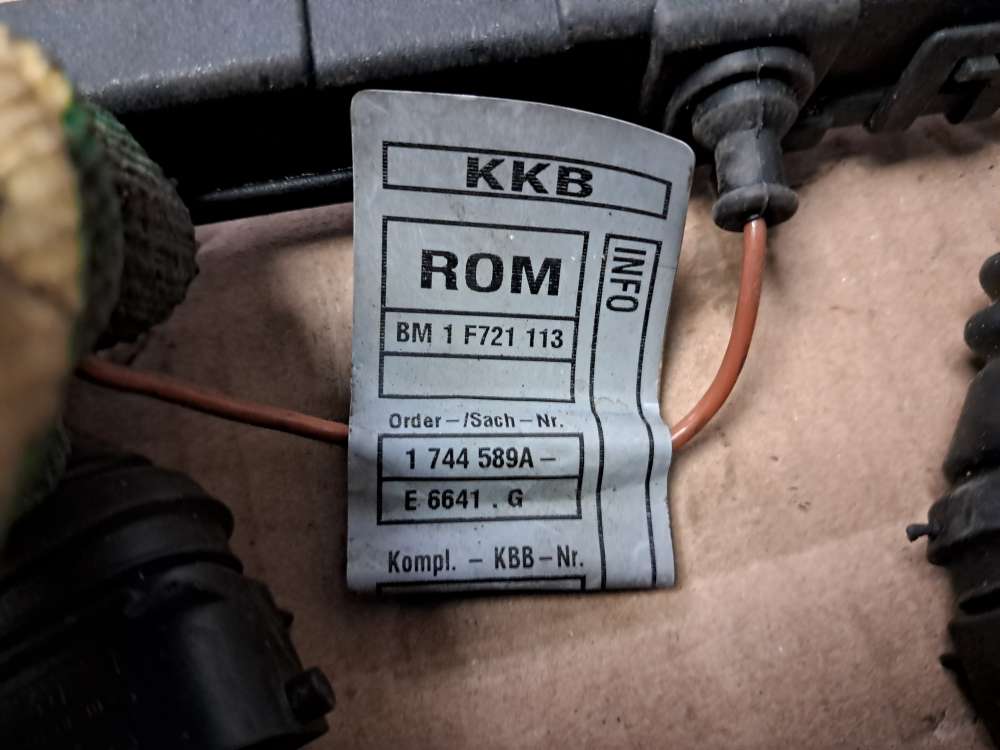 KKB
ROM
INFO
BM 1 F721 113
Order-/Sach-Nr.
1 744 589A-
E 6641 . G
Kompl. - KBB-Nr.